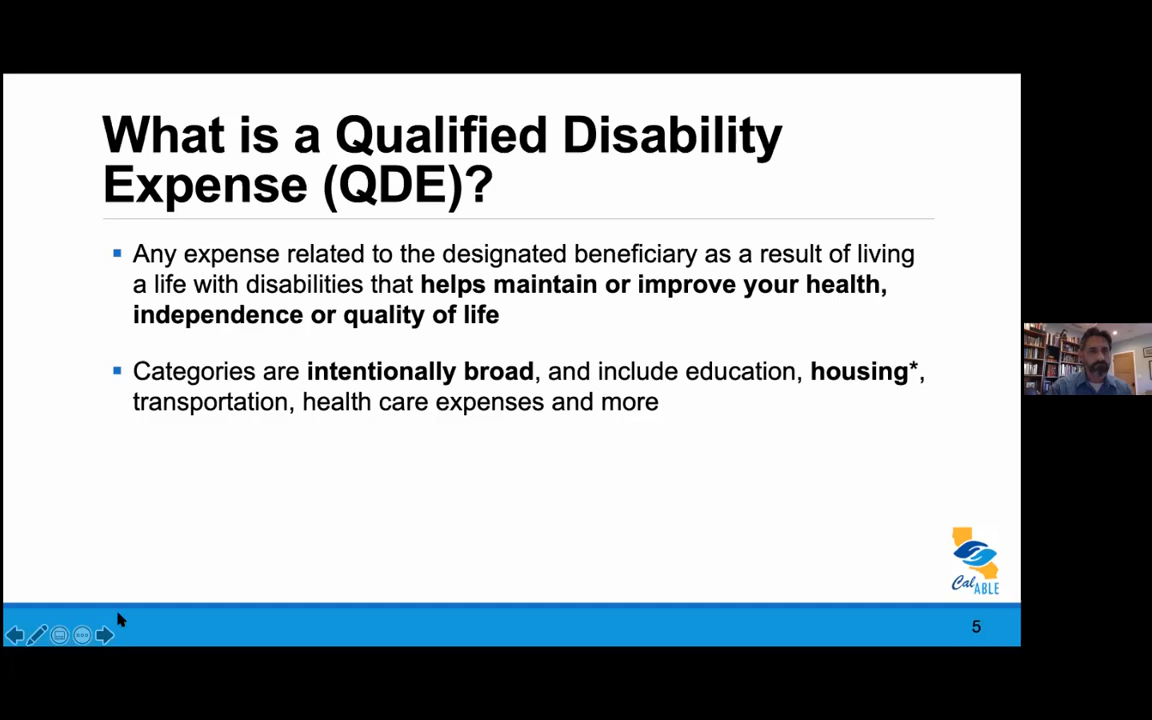 What is a Qualified Disability
Expense (QDE)?
▪ Any expense related to the designated beneficiary as a result of living
a life with disabilities that helps maintain or improve your health,
independence or quality of life
▪ Categories are intentionally broad, and include education, housing*,
transportation, health care expenses and more
Cal ABLE
5